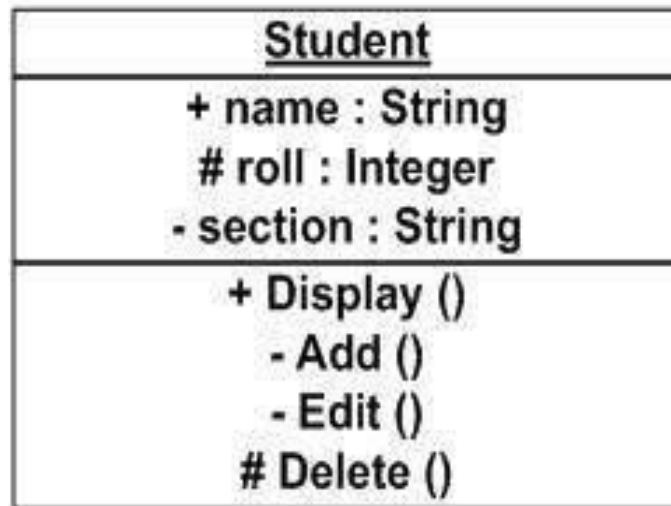 Student
+ name : String
# roll : Integer
- section : String
+ Display ()
- Add ()
- Edit ()
# Delete ()